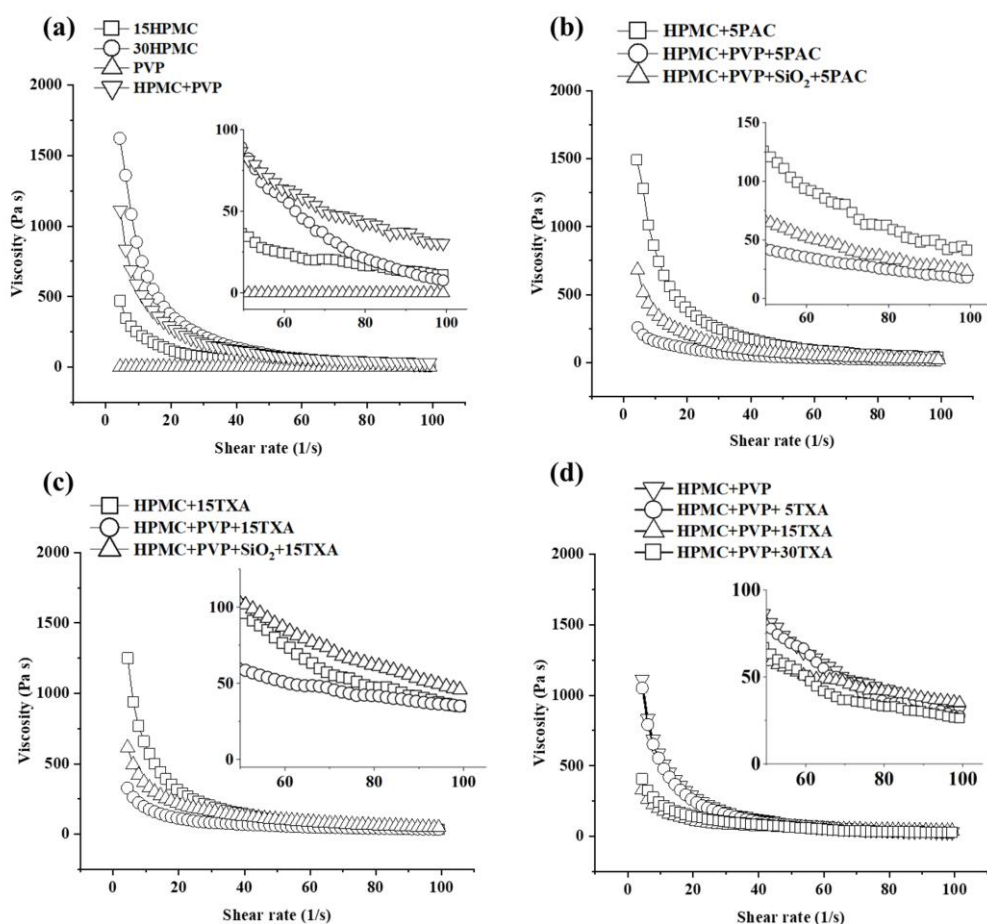 (a)
15HPMC
30HPMC
PVP
HPMC+PVP
2000
1500
1000
500
0
Viscosity (Pa s)
100
50
0
60 80 100
0 20 40 60 80 100
Shear rate (1/s)
(b)
HPMC+5PAC
HPMC+PVP+5PAC
HPMC+PVP+SiO₂+5PAC
2000
1500
1000
500
0
Viscosity (Pa s)
150
100
50
0
60 80 100
0 20 40 60 80 100
Shear rate (1/s)
(c)
HPMC+15TXA
HPMC+PVP+15TXA
HPMC+PVP+SiO₂+15TXA
2000
1500
1000
500
0
Viscosity (Pa s)
100
50
0
60 80 100
0 20 40 60 80 100
Shear rate (1/s)
(d)
HPMC+PVP
HPMC+PVP+ 5TXA
HPMC+PVP+15TXA
HPMC+PVP+30TXA
2000
1500
1000
500
0
Viscosity (Pa s)
100
50
0
60 80 100
0 20 40 60 80 100
Shear rate (1/s)